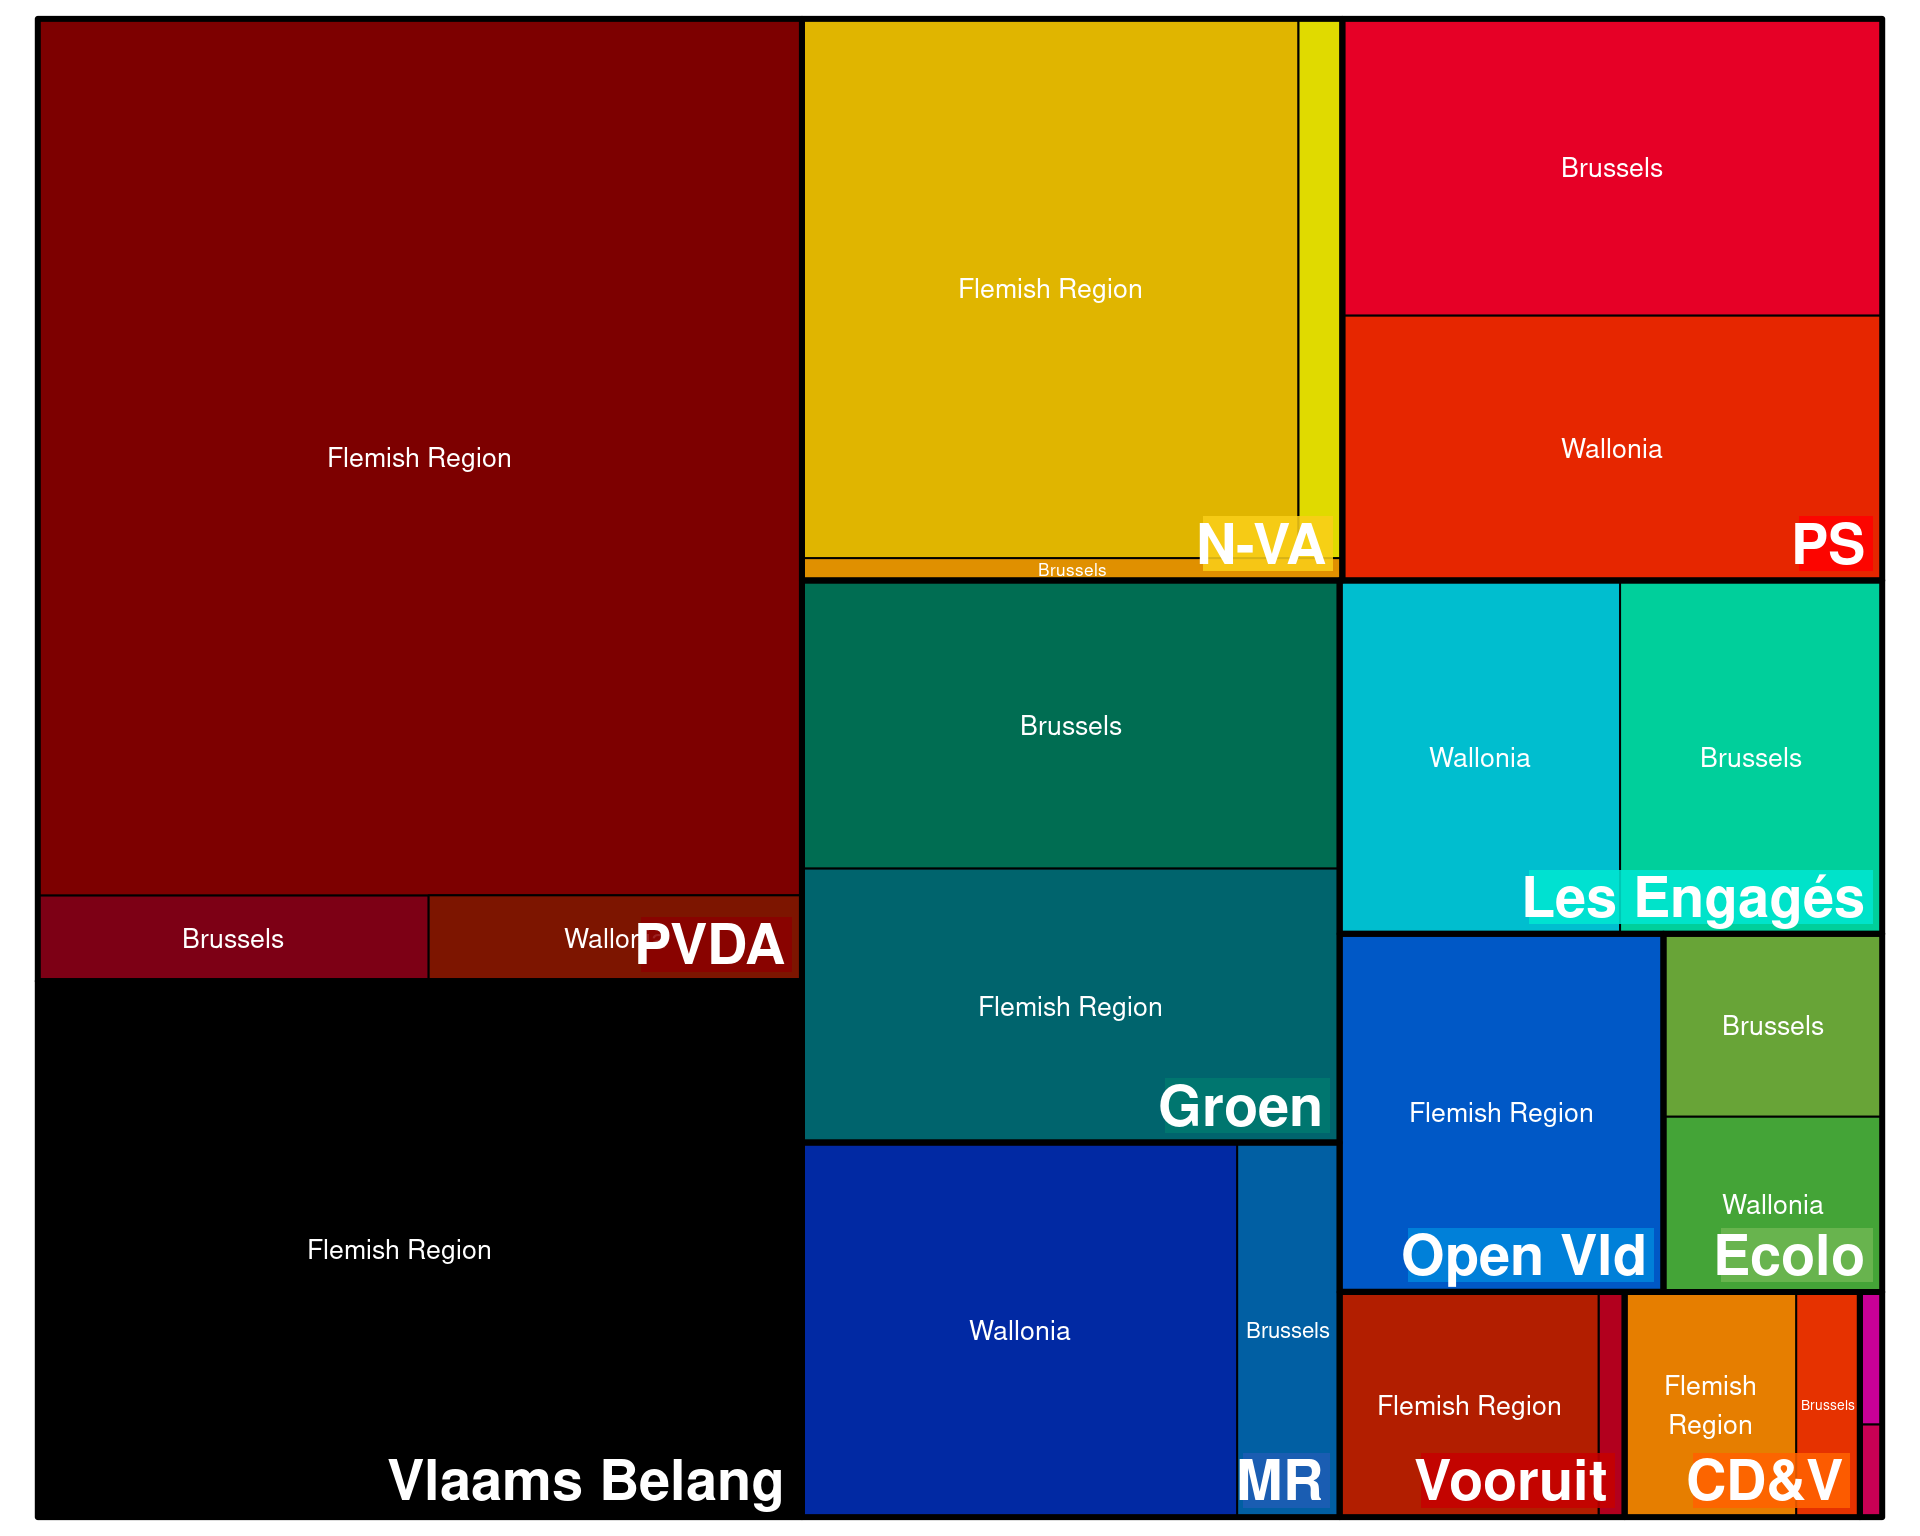 Flemish Region
Brussels
PVDA
Flemish Region
Vlaams Belang
Flemish Region
N-VA
Brussels
Brussels
Flemish Region
Groen
Wallonia
Brussels
MR
Brussels
Wallonia
PS
Wallonia
Brussels
Les Engagés
Flemish Region
Open Vld
Brussels
Wallonia
Ecolo
Flemish Region
Vooruit
Flemish
Region
Brussels
CD&V